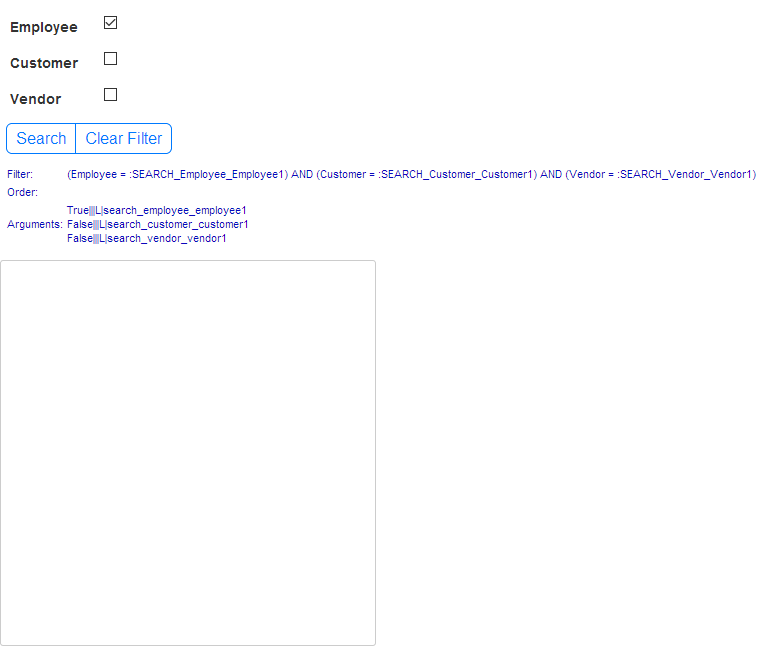 Employee
Customer
Vendor
Search Clear Filter
Filter: (Employee = :SEARCH_Employee_Employee1) AND (Customer = :SEARCH_Customer_Customer1) AND (Vendor = :SEARCH_Vendor_Vendor1)
Order:
True|||L|search_employee_employee1
Arguments: False|||L|search_customer_customer1
False|||L|search_vendor_vendor1